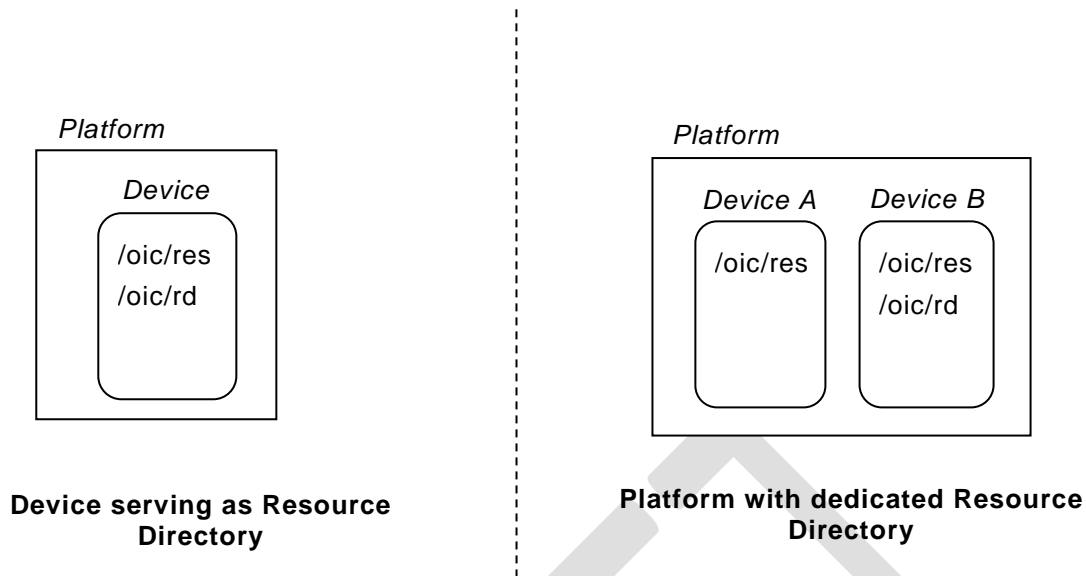 Platform
Device
/oic/res
/oic/rd
Device serving as Resource
Directory
Platform
Device A
/oic/res
Device B
/oic/res
/oic/rd
Platform with dedicated Resource
Directory